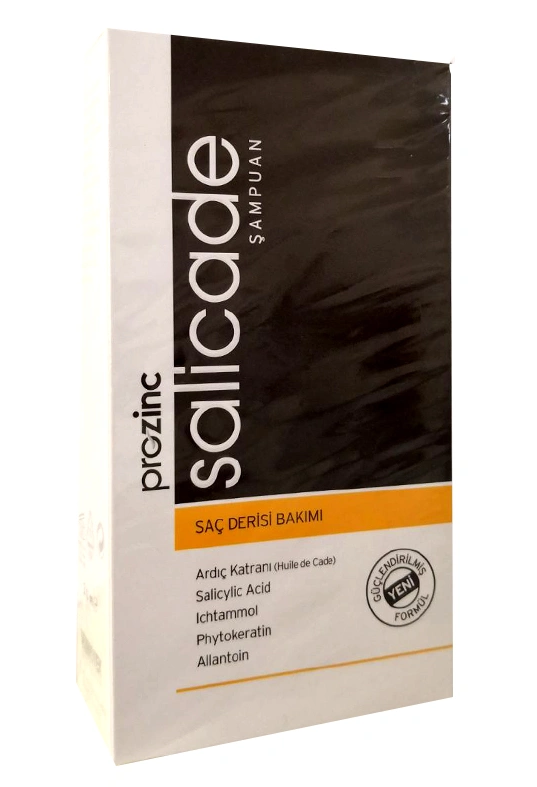 prozinc
salicade
ŞAMPUAN
SAÇ DERİSİ BAKIMI
Ardıç Katranı (Huile de Cade)
Salicylic Acid
Ichtammol
Phytokeratin
Allantoin
GÜÇLENDİRİLMİŞ
YENİ
FORMÜL